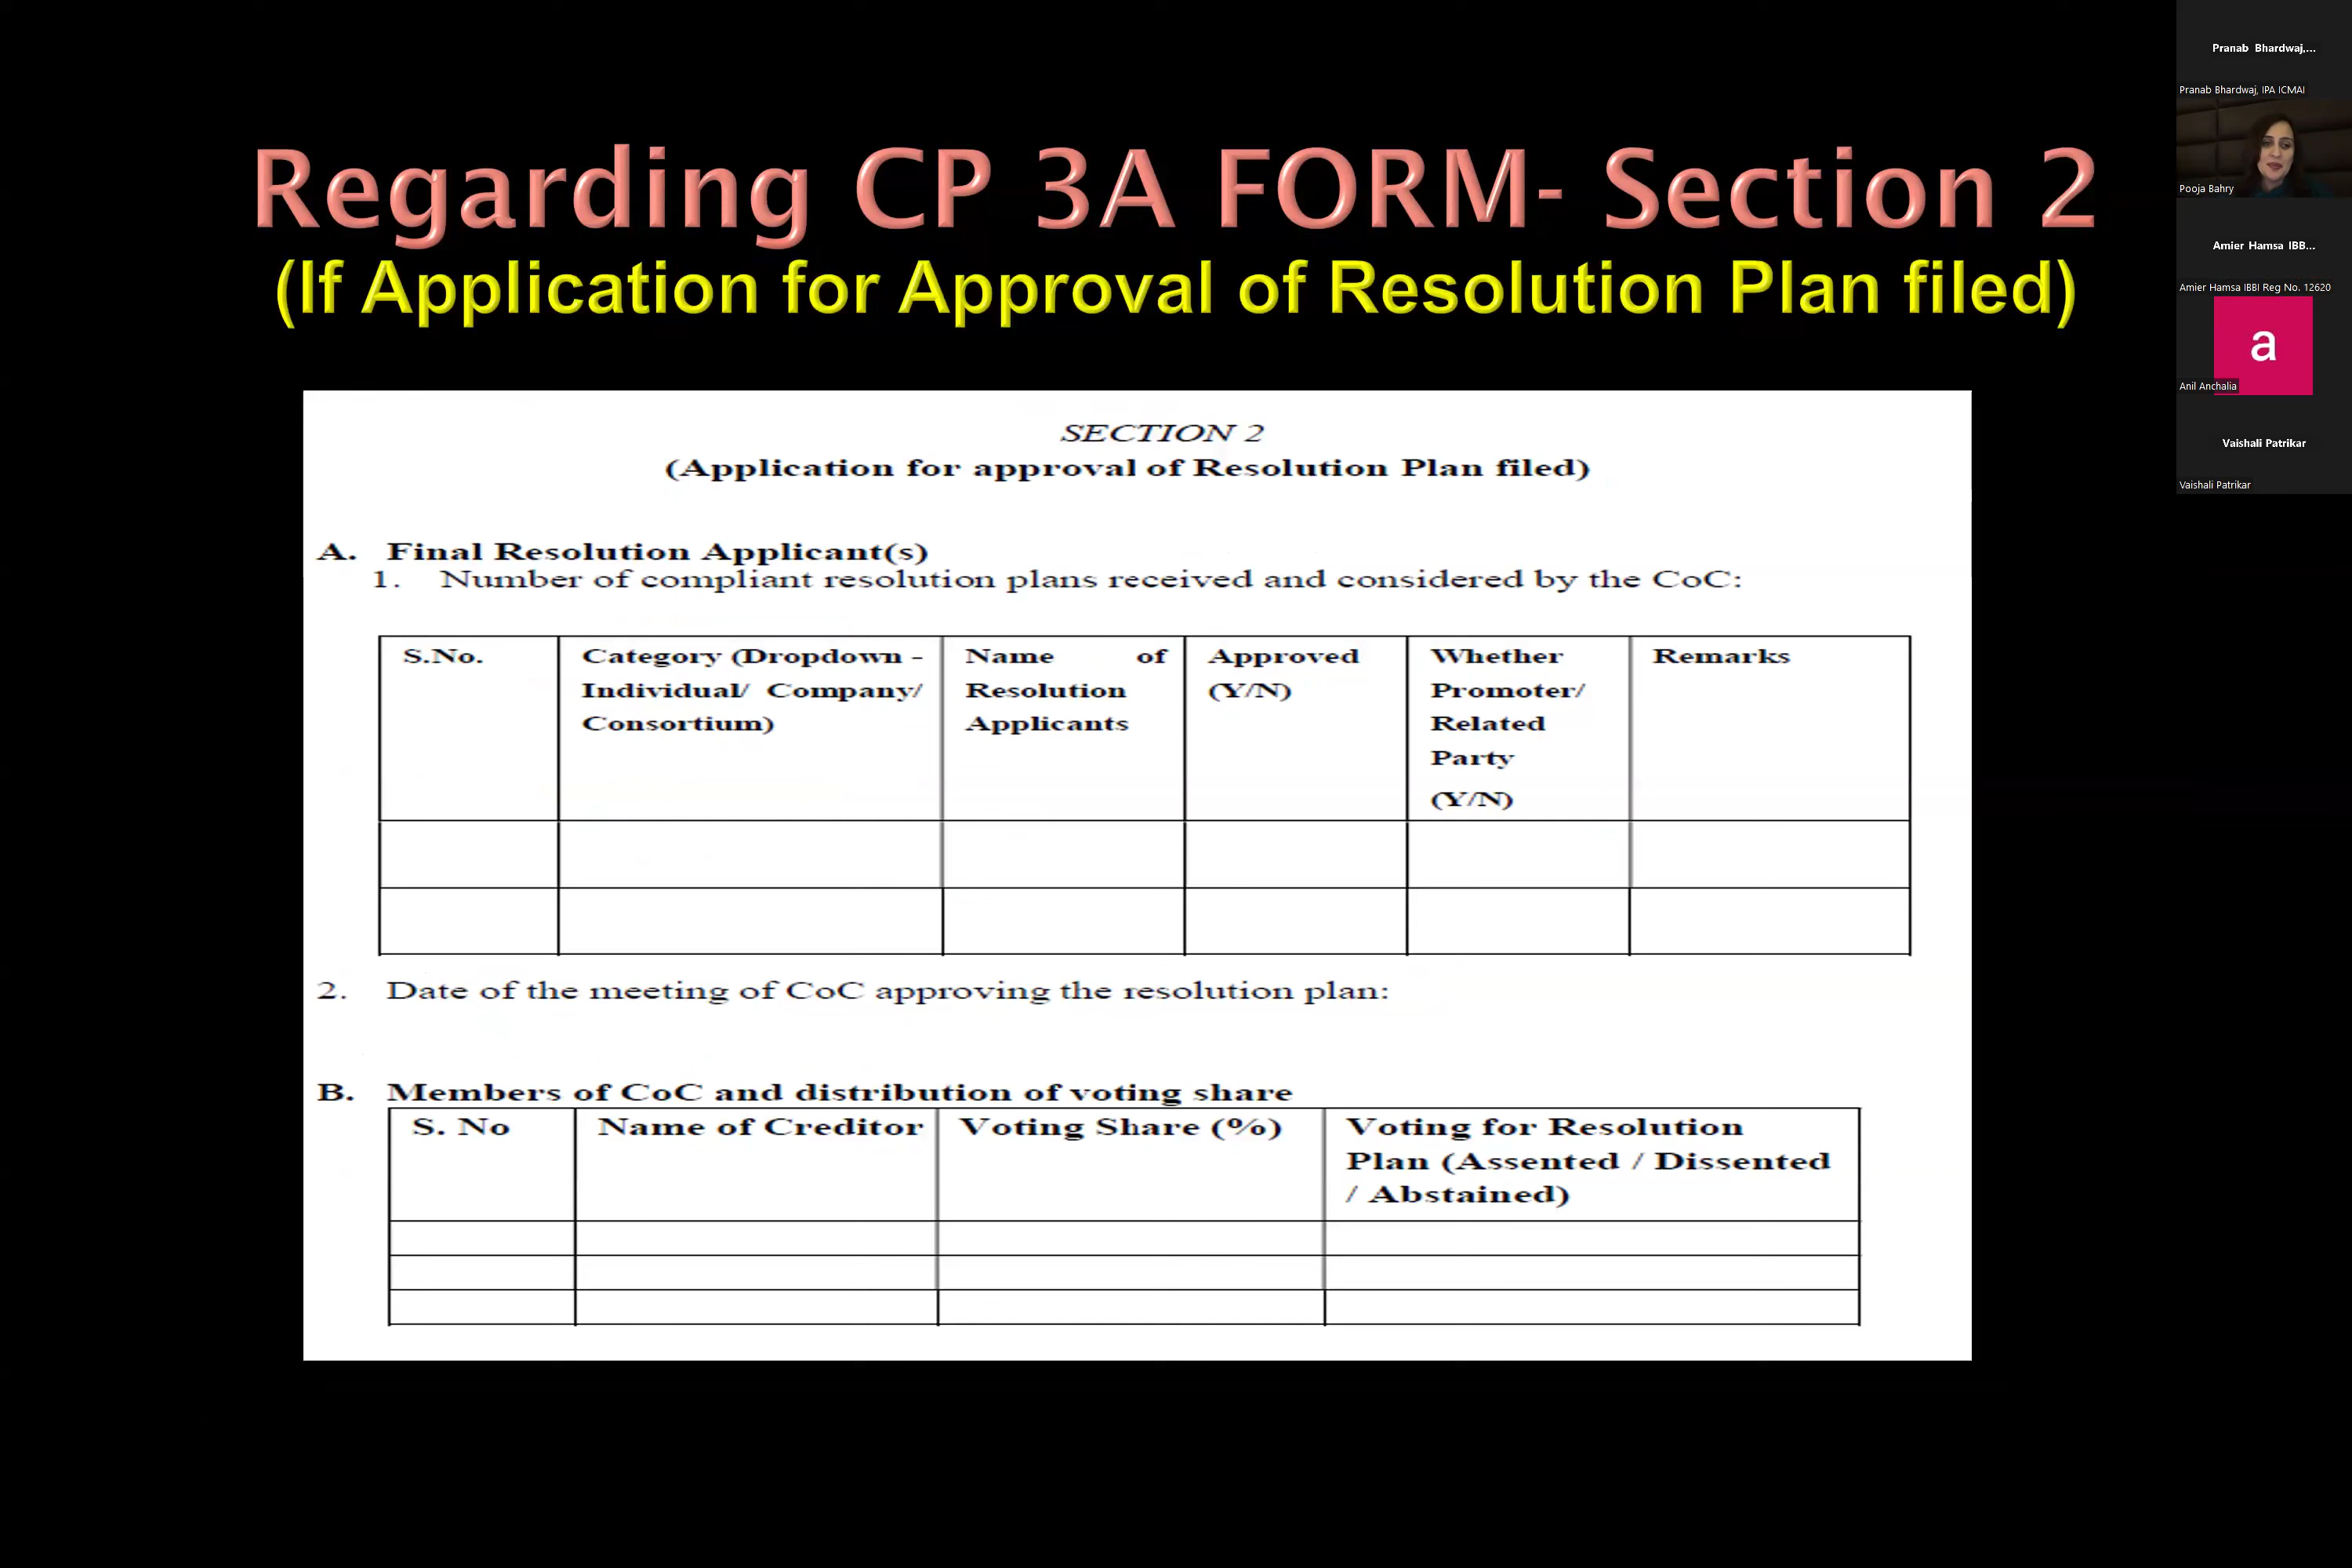 Regarding CP 3A FORM- Section 2
(If Application for Approval of Resolution Plan filed)
SECTION 2
(Application for approval of Resolution Plan filed)
A. Final Resolution Applicant(s)
1. Number of compliant resolution plans received and considered by the CoC:
S.No.
Category (Dropdown -
Individual/ Company/
Consortium)
Name of
Resolution
Applicants
Approved
(Y/N)
Whether
Promoter/
Related
Party
(Y/N)
Remarks
2. Date of the meeting of CoC approving the resolution plan:
B. Members of CoC and distribution of voting share
S. No
Name of Creditor
Voting Share (%)
Voting for Resolution
Plan (Assented / Dissented
/ Abstained)
Pranab Bhardwaj,...
Pranab Bhardwaj, IPA ICMAI
Pooja Bahry
Amier Hamsa IBB...
Amier Hamsa IBBI Reg No. 12620
a
Anil Anchalia
Vaishali Patrikar
Vaishali Patrikar